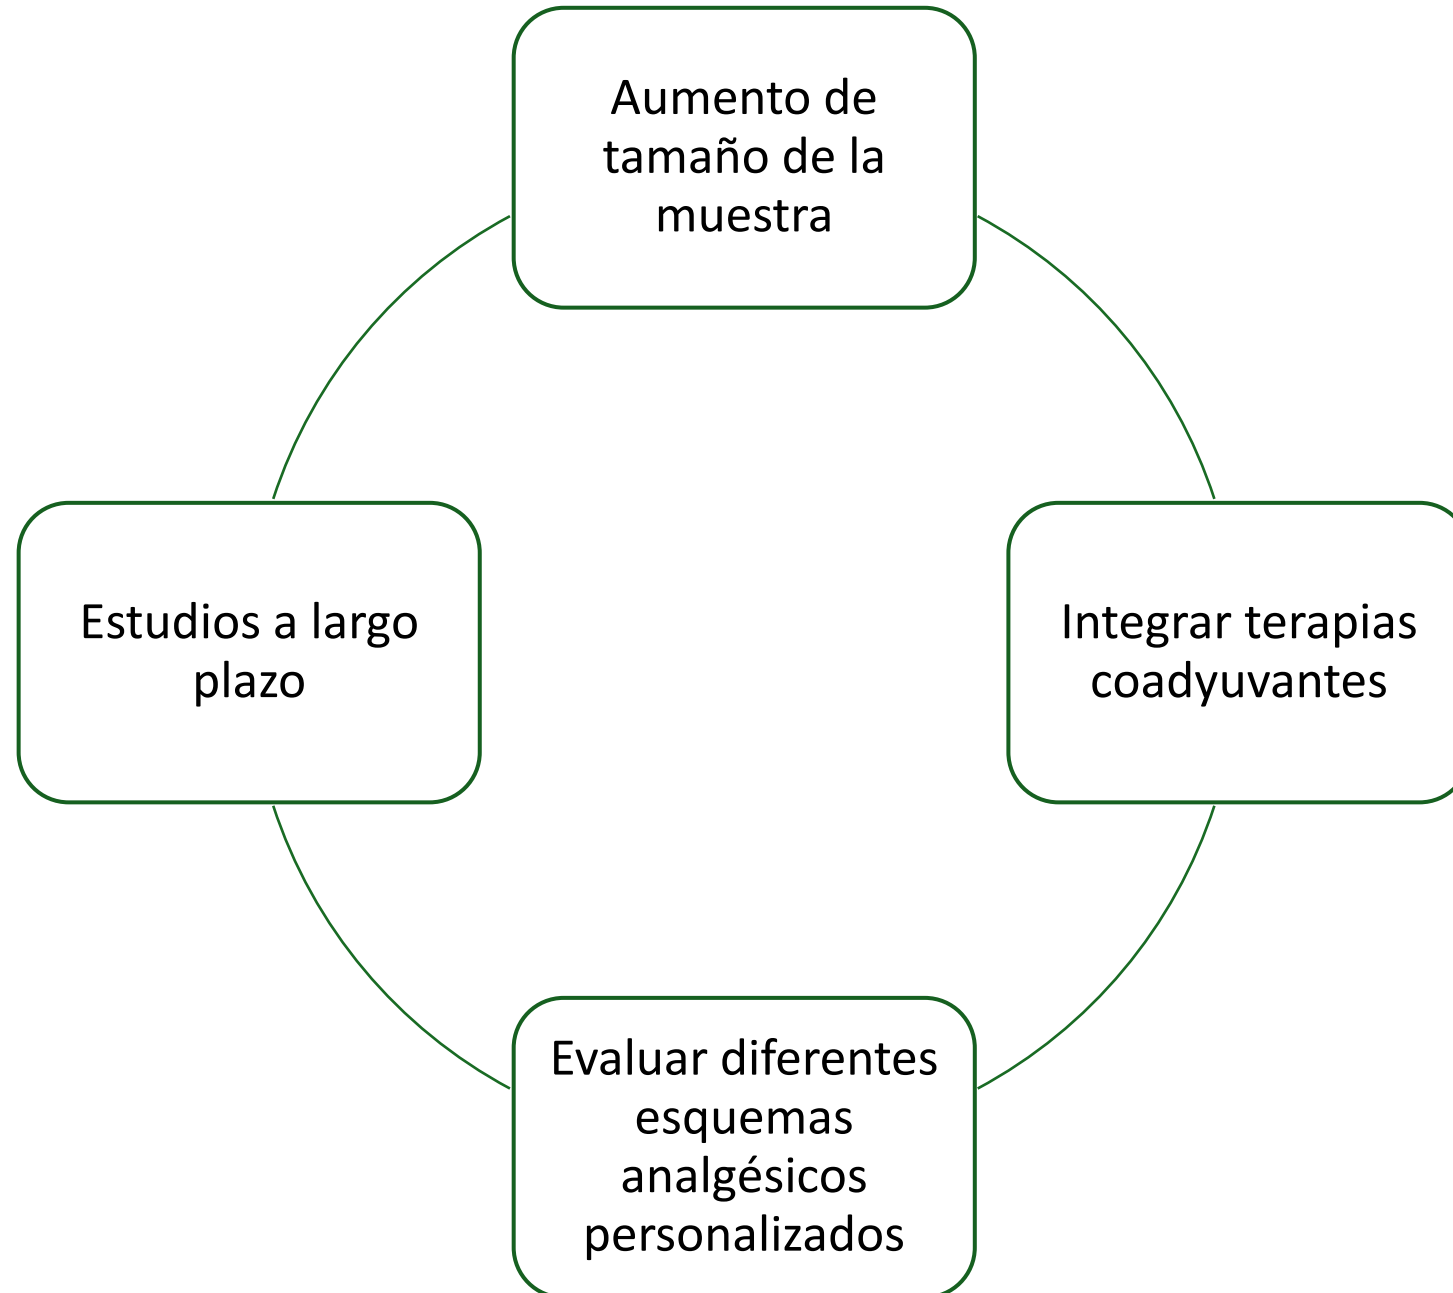 Aumento de
tamaño de la
muestra
Integrar terapias
coadyuvantes
Evaluar diferentes
esquemas
analgésicos
personalizados
Estudios a largo
plazo